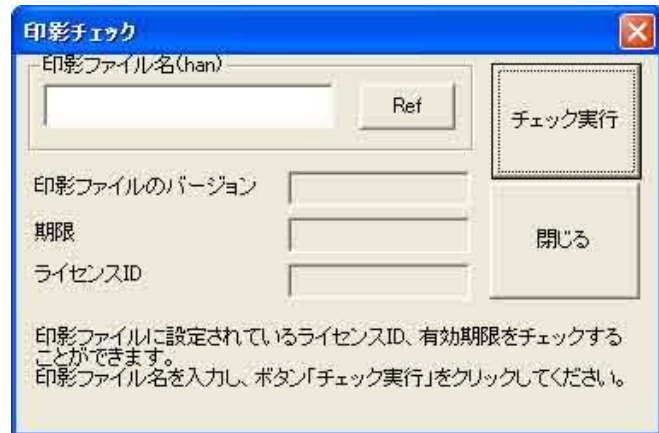 印影チェック
印影ファイル名(han)
Ref
チェック実行
印影ファイルのバージョン
期限
閉じる
ライセンスID
印影ファイルに設定されているライセンスID、有効期限をチェックする
ことができます。
印影ファイル名を入力し、ボタン「チェック実行」をクリックしてください。